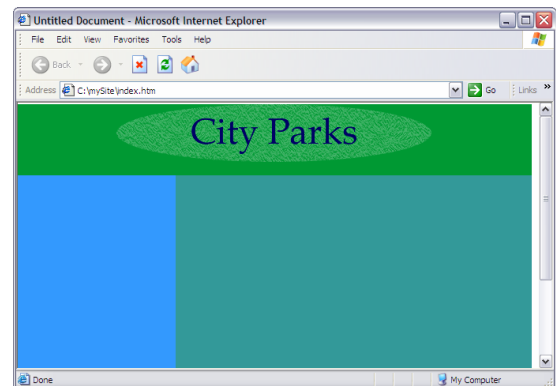 Untitled Document - Microsoft Internet Explorer
File Edit View Favorites Tools Help
Back
Address C:\mySite\index.htm Go Links »
City Parks
Done My Computer